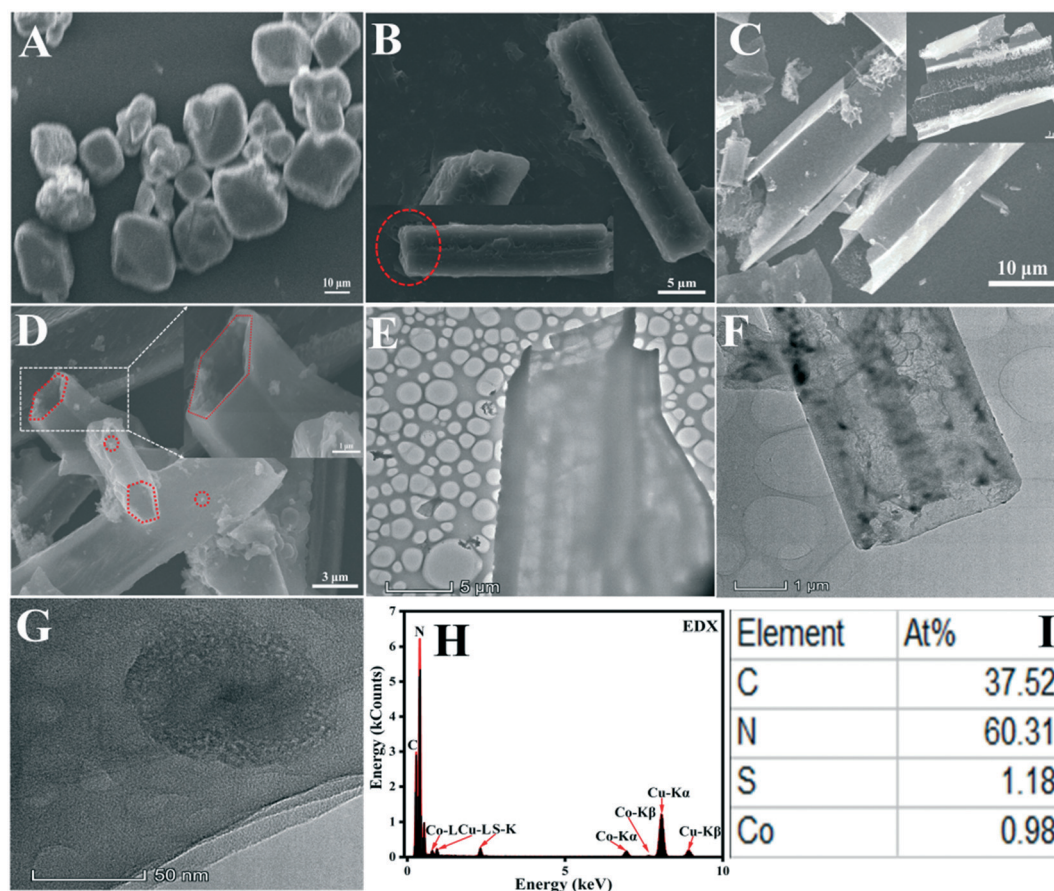 A
10 μm
B
5 μm
C
10 μm
D
1 μm
3 μm
E
5 μm
F
1 μm
G
50 nm
H
EDX
Energy (kCounts)
7
6
5
4
3
2
1
0
N
C
Co-L
Cu-L
S-K
Co-Kα
Co-Kβ
Cu-Kα
Cu-Kβ
0
5
10
Energy (keV)
I
Element At%
C 37.52
N 60.31
S 1.18
Co 0.98